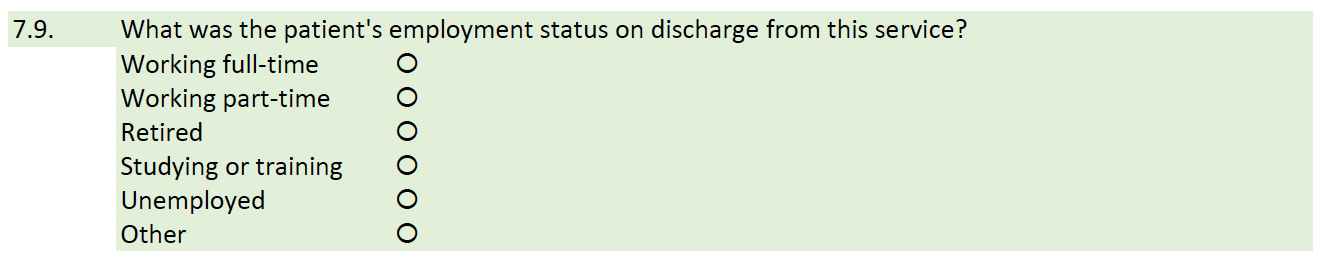 7.9. What was the patient's employment status on discharge from this service?
Working full-time
Working part-time
Retired
Studying or training
Unemployed
Other